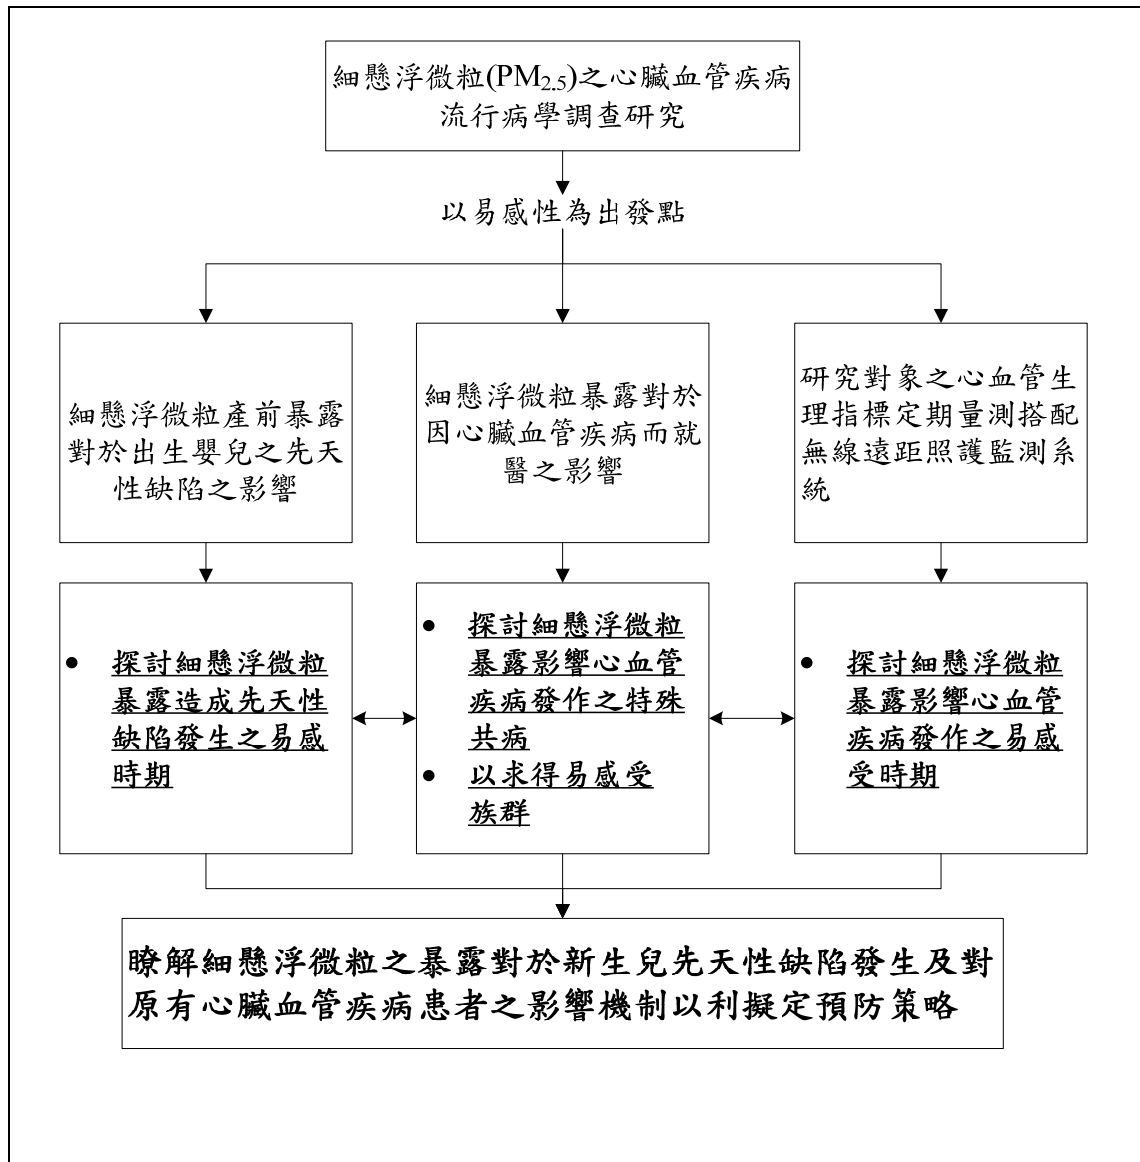 細懸浮微粒(PM2.5)之心臟血管疾病
流行病學調查研究
以易感性為出發點
細懸浮微粒產前暴露
對於出生嬰兒之先天
性缺陷之影響
細懸浮微粒暴露對於
因心臟血管疾病而就
醫之影響
研究對象之心血管生
理指標定期量測搭配
無線遠距照護監測系
統
• 探討細懸浮微粒
暴露造成先天性
缺陷發生之易感
時期
• 探討細懸浮微粒
暴露影響心血管
疾病發作之特殊
共病
• 以求得易感受
族群
• 探討細懸浮微粒
暴露影響心血管
疾病發作之易感
受時期
瞭解細懸浮微粒之暴露對於新生兒先天性缺陷發生及對
原有心臟血管疾病患者之影響機制以利擬定預防策略